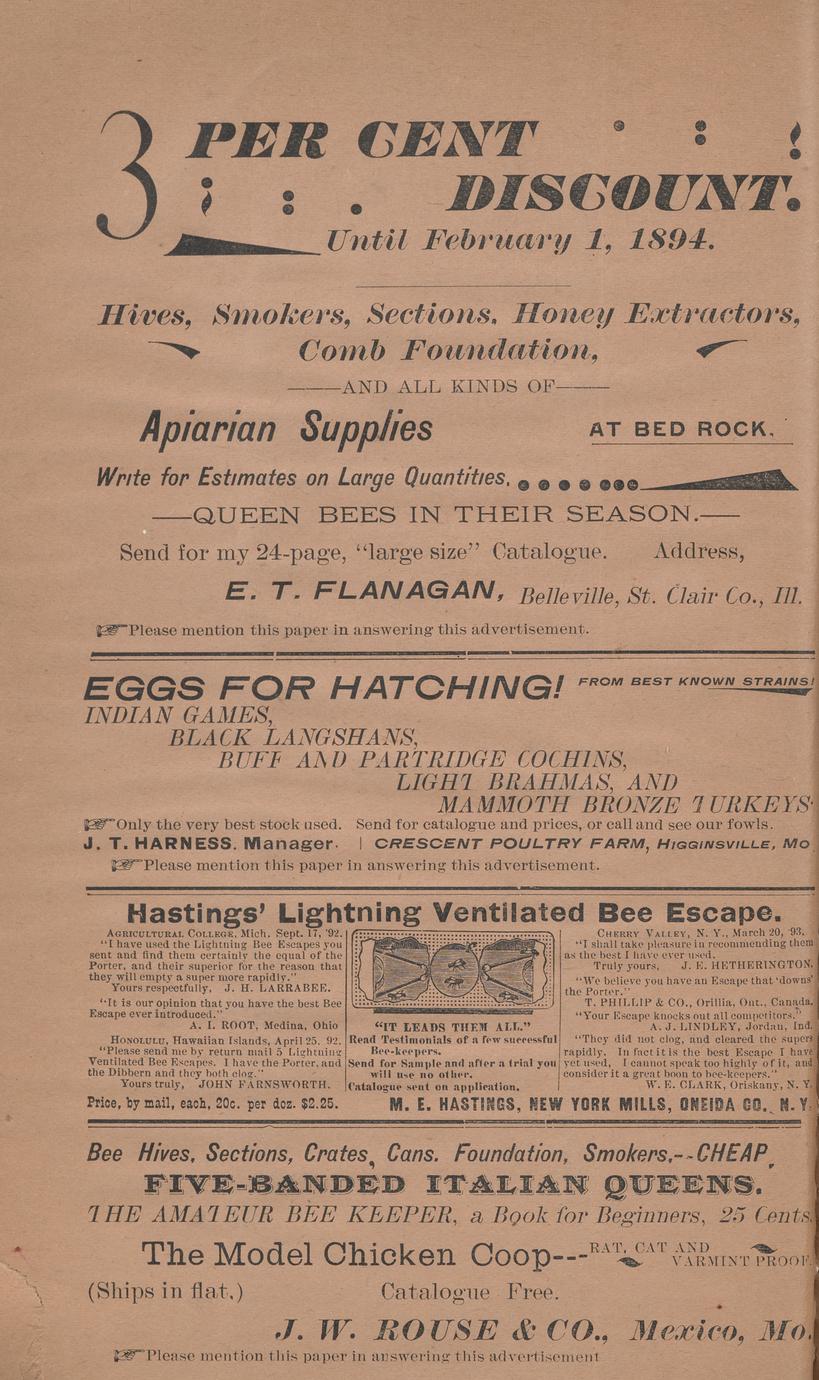 3 PER CENT
DISCOUNT.
Until February 1, 1894.
Hives, Smokers, Sections, Honey Extractors,
Comb Foundation,
——AND ALL KINDS OF——
Apiarian Supplies AT BED ROCK.
Write for Estimates on Large Quantities.
—QUEEN BEES IN THEIR SEASON.—
Send for my 24-page, “large size” Catalogue. Address,
E. T. FLANAGAN, Belleville, St. Clair Co., Ill.
☞Please mention this paper in answering this advertisement.
EGGS FOR HATCHING! FROM BEST KNOWN STRAINS!
INDIAN GAMES,
BLACK LANGSHANS,
BUFF AND PARTRIDGE COCHINS,
LIGHT BRAHMAS, AND
MAMMOTH BRONZE TURKEYS
☞Only the very best stock used. Send for catalogue and prices, or call and see our fowls.
J. T. HARNESS. Manager. | CRESCENT POULTRY FARM, HIGGINSVILLE, MO
☞Please mention this paper in answering this advertisement.
Hastings’ Lightning Ventilated Bee Escape.
AGRICULTURAL COLLEGE, Mich. Sept. 17, ’92.
“I have used the Lightning Bee Escapes you
sent and find them certainly the equal of the
Porter, and their superior for the reason that
they will empty a super more rapidly.”
Yours respectfully, J. H. LARRABEE.
“It is our opinion that you have the best Bee
Escape ever introduced.”
A. I. ROOT, Medina, Ohio
HONOLULU, Hawaiian Islands, April 25. 92.
“Please send me by return mail 5 Lightning
Ventilated Bee Escapes. I have the Porter, and
the Dibbern and they both clog.”
Yours truly, JOHN FARNSWORTH.
“IT LEADS THEM ALL.”
Read Testimonials of a few successful
Bee-keepers.
Send for Sample and after a trial you
will use no other.
Catalogue sent on application.
CHERRY VALLEY, N. Y., March 20, ’93.
“I shall take pleasure in recommending them
as the best I have ever used.
Truly yours, J. E. HETHERINGTON.
“We believe you have an Escape that ‘downs’
the Porter.”
T. PHILLIP & CO., Orillia, Ont., Canada.
“Your Escape knocks out all competitors.”
A. J. LINDLEY, Jordan, Ind.
“They did not clog, and cleared the supers
rapidly. In fact it is the best Escape I have
yet used, I cannot speak too highly of it, and
consider it a great boon to bee-keepers.”
W. E. CLARK, Oriskany, N. Y.
Price, by mail, each, 20c. per doz. $2.25. M. E. HASTINGS, NEW YORK MILLS, ONEIDA CO., N. Y.
Bee Hives, Sections, Crates, Cans. Foundation, Smokers,--CHEAP,
FIVE-BANDED ITALIAN QUEENS.
THE AMATEUR BEE KEEPER, a Book for Beginners, 25 Cents.
The Model Chicken Coop---RAT, CAT AND
VARMINT PROOF.
(Ships in flat.) Catalogue Free.
J. W. ROUSE & CO., Mexico, Mo.
☞Please mention this paper in answering this advertisement